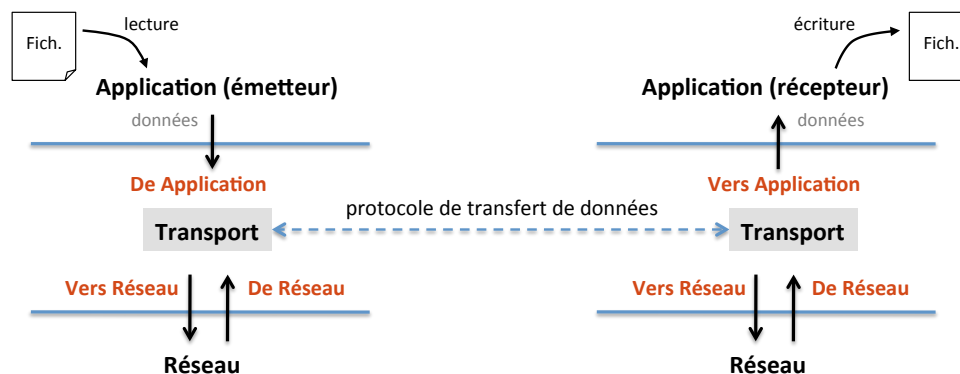 lecture
Fich.
Application (émetteur)
données
De Application
Transport
Vers Réseau
De Réseau
Réseau
protocole de transfert de données
écriture
Fich.
Application (récepteur)
données
Vers Application
Transport
Vers Réseau
De Réseau
Réseau